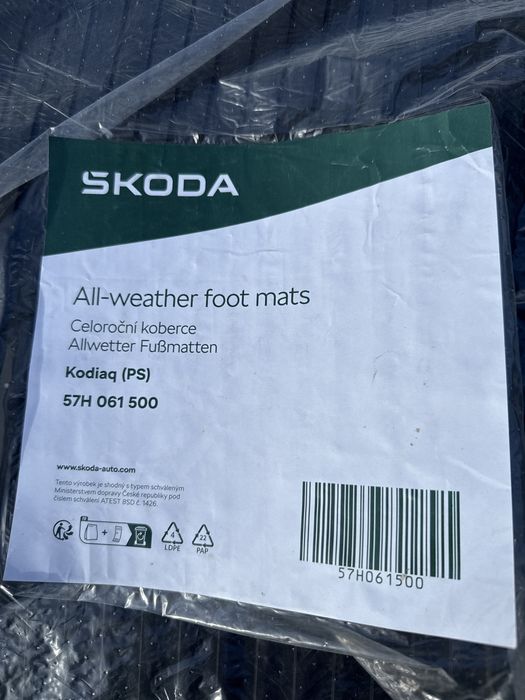 ŠKODA
All-weather foot mats
Celoroční koberce
Allwetter Fußmatten
Kodiaq (PS)
57H 061 500
www.skoda-auto.com
Tento výrobek je shodný s typem schváleným
Ministerstvem dopravy České republiky pod
číslem schválení ATEST 8SD č. 1426.
+
4
LDPE
22
PAP
57H061500